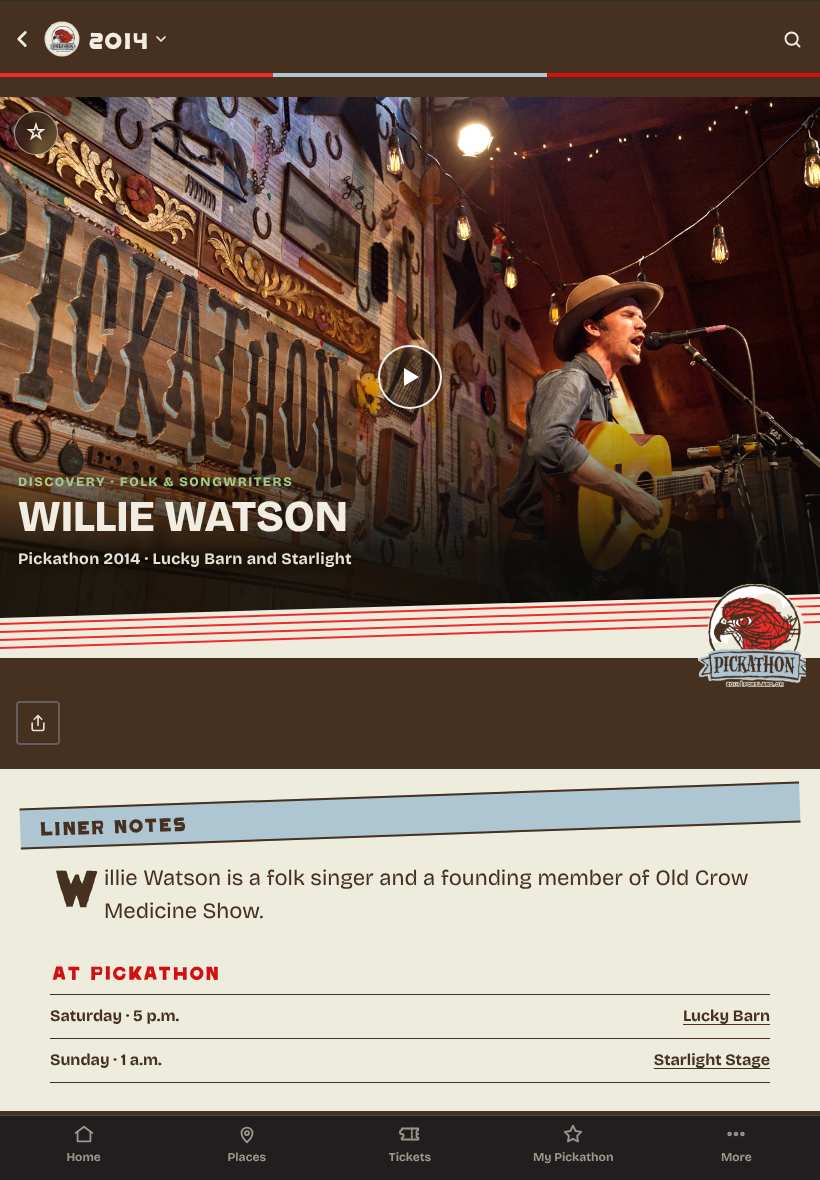 2014
PICKATHON
DISCOVERY · FOLK & SONGWRITERS
WILLIE WATSON
Pickathon 2014 · Lucky Barn and Starlight
PICKATHON
LINER NOTES
Willie Watson is a folk singer and a founding member of Old Crow
Medicine Show.
AT PICKATHON
Saturday · 5 p.m. Lucky Barn
Sunday · 1 a.m. Starlight Stage
Home Places Tickets My Pickathon More